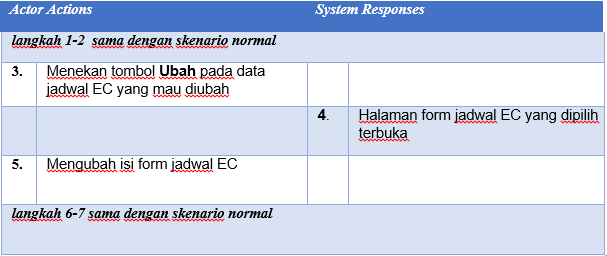 Actor Actions System Responses
langkah 1-2 sama dengan skenario normal
3. Menekan tombol Ubah pada data
jadwal EC yang mau diubah
4. Halaman form jadwal EC yang dipilih
terbuka
5. Mengubah isi form jadwal EC
langkah 6-7 sama dengan skenario normal